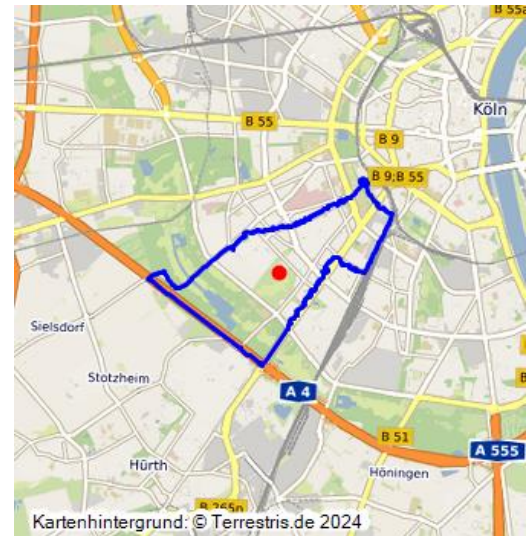 B 55a
Köln
B 55
B 9
B 9;B 55
Sielsdorf
Stotzheim
A 4
B 51
A 555
Hürth
Höningen
B 265n
Kartenhintergrund: © Terrestris.de 2024